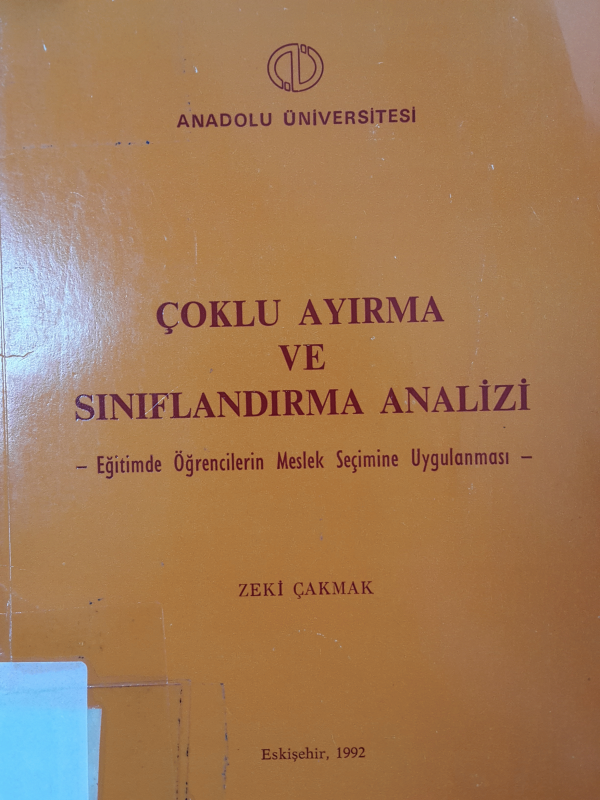 ANADOLU ÜNİVERSİTESİ
ÇOKLU AYIRMA
VE
SINIFLANDIRMA ANALİZİ
– Eğitimde Öğrencilerin Meslek Seçimine Uygulanması –
ZEKİ ÇAKMAK
Eskişehir, 1992